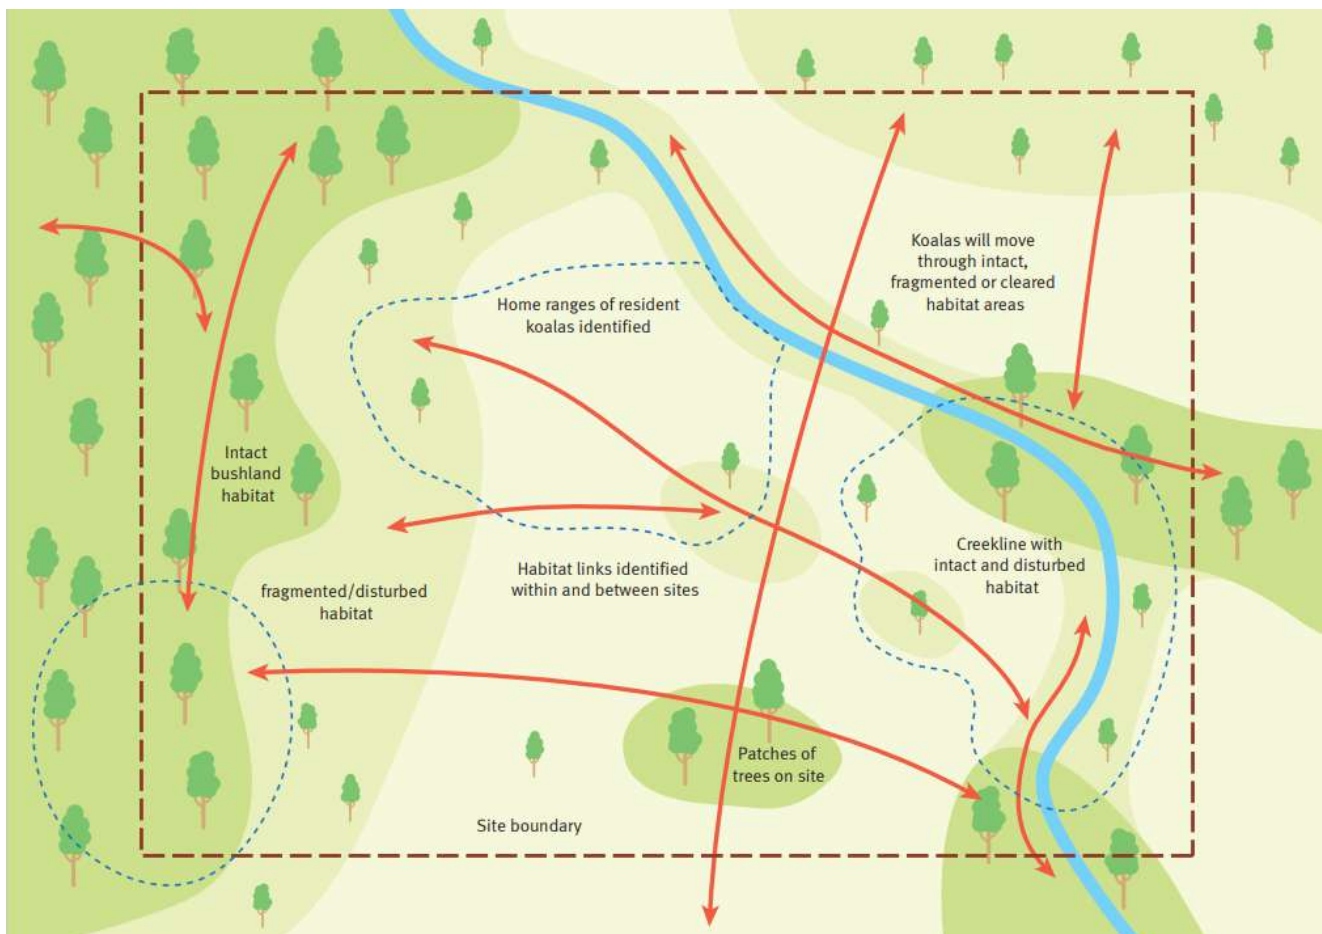 Koalas will move
through intact,
fragmented or cleared
habitat areas
Home ranges of resident
koalas identified
Intact
bushland
habitat
Creekline with
intact and disturbed
habitat
Habitat links identified
within and between sites
fragmented/disturbed
habitat
Patches of
trees on site
Site boundary